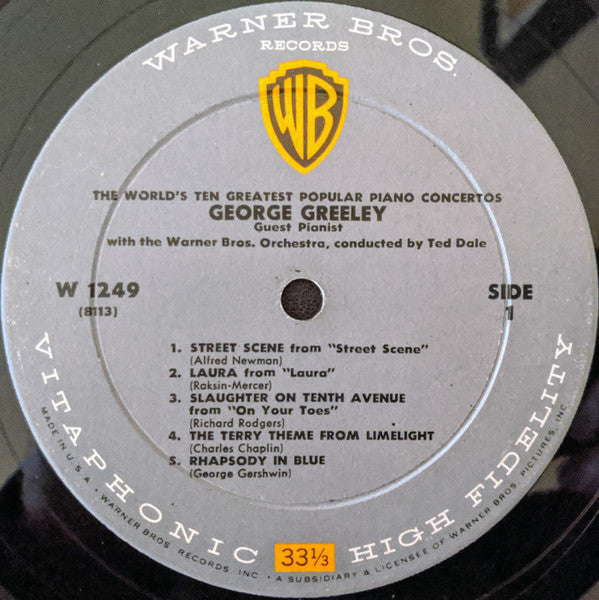 WARNER BROS.
RECORDS
WB
THE WORLD'S TEN GREATEST POPULAR PIANO CONCERTOS
GEORGE GREELEY
Guest Pianist
with the Warner Bros. Orchestra, conducted by Ted Dale
W 1249
(8113)
SIDE
1
1. STREET SCENE from "Street Scene"
(Alfred Newman)
2. LAURA from "Laura"
(Raksin-Mercer)
3. SLAUGHTER ON TENTH AVENUE
from "On Your Toes"
(Richard Rodgers)
4. THE TERRY THEME FROM LIMELIGHT
(Charles Chaplin)
5. RHAPSODY IN BLUE
(George Gershwin)
VITAPHONIC HIGH FIDELITY
33⅓
MADE IN U.S.A. • WARNER BROS. RECORDS INC. • A SUBSIDIARY & LICENSEE OF WARNER BROS. PICTURES, INC.